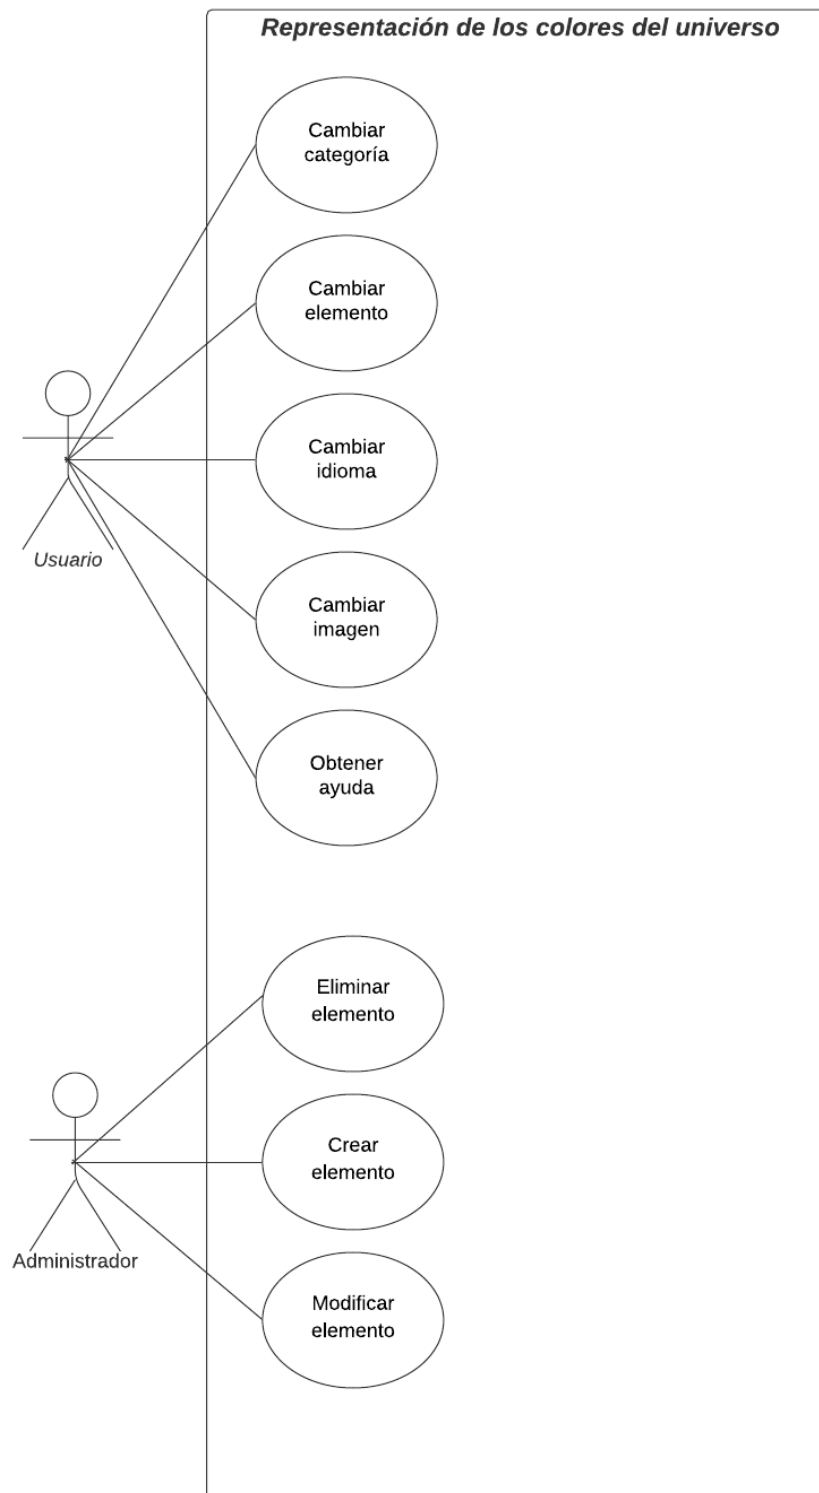 Representación de los colores del universo
Cambiar
categoría
Cambiar
elemento
Cambiar
idioma
Usuario
Cambiar
imagen
Obtener
ayuda
Eliminar
elemento
Crear
elemento
Administrador
Modificar
elemento